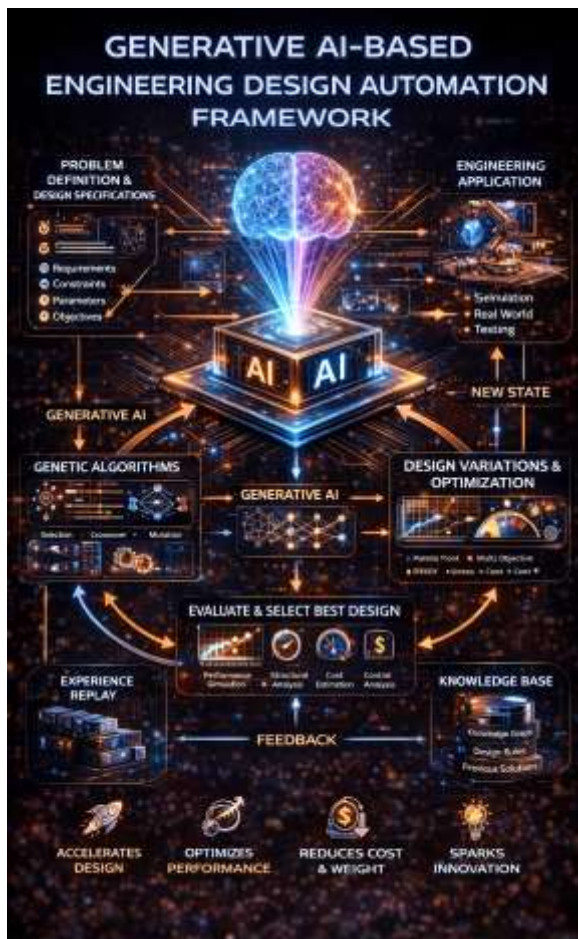 GENERATIVE AI-BASED
ENGINEERING DESIGN AUTOMATION
FRAMEWORK
PROBLEM
DEFINITION &
DESIGN SPECIFICATIONS
Requirements
Constraints
Parameters
Objectives
ENGINEERING
APPLICATION
Seimulation
Real World
Testing
AI AI
NEW STATE
GENERATIVE AI
GENETIC ALGORITHMS
Selection Crossover Mutation
GENERATIVE AI
DESIGN VARIATIONS &
OPTIMIZATION
Multi Objective
EVALUATE & SELECT BEST DESIGN
Performance
Structural
Analysis
Cost
Estimation
Control
Analysis
$
EXPERIENCE
REPLAY
FEEDBACK
KNOWLEDGE BASE
Design Rules
Previous Solutions
$
ACCELERATES
DESIGN
OPTIMIZES
PERFORMANCE
REDUCES COST
& WEIGHT
SPARKS
INNOVATION